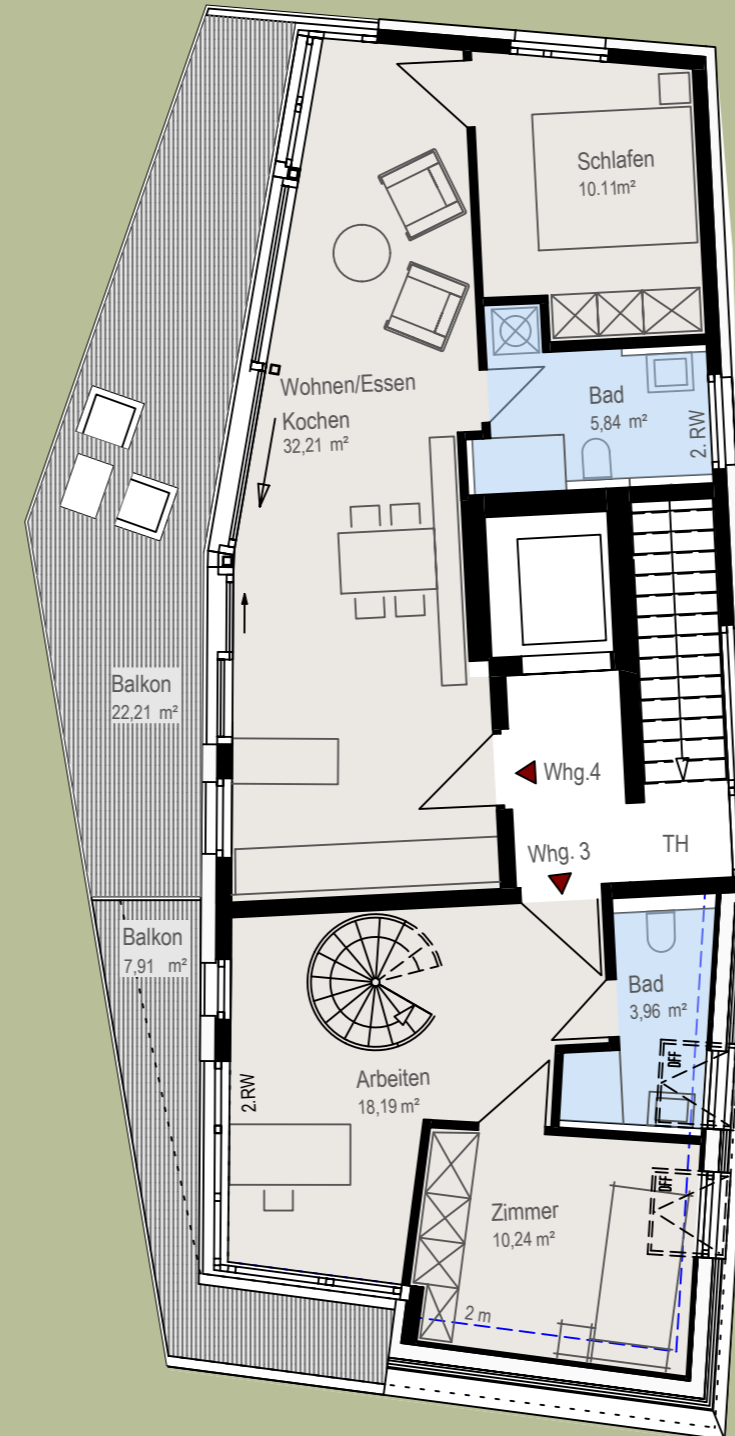 Schlafen
10.11m²
Wohnen/Essen
Kochen
32,21 m²
Bad
5,84 m²
2. RW
Balkon
22,21 m²
Whg.4
Whg. 3
TH
Balkon
7,91 m²
Bad
3,96 m²
OFF
Arbeiten
18,19 m²
2.RW
OFF
Zimmer
10,24 m²
2 m